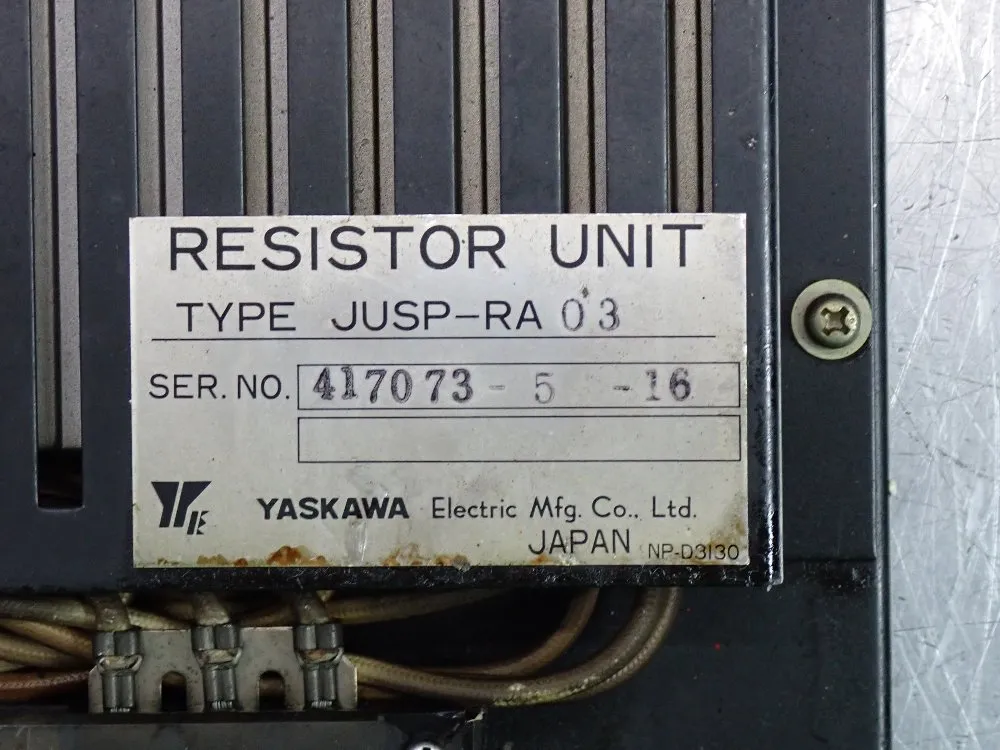 RESISTOR UNIT
TYPE JUSP-RA 03
SER. NO. 417073-5 -16
YE YASKAWA Electric Mfg. Co., Ltd.
JAPAN NP-D3130